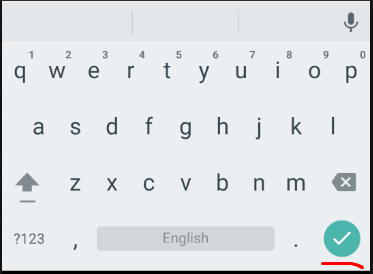 1 2 3 4 5 6 7 8 9 0
q w e r t y u i o p
a s d f g h j k l
z x c v b n m
?123 , English .